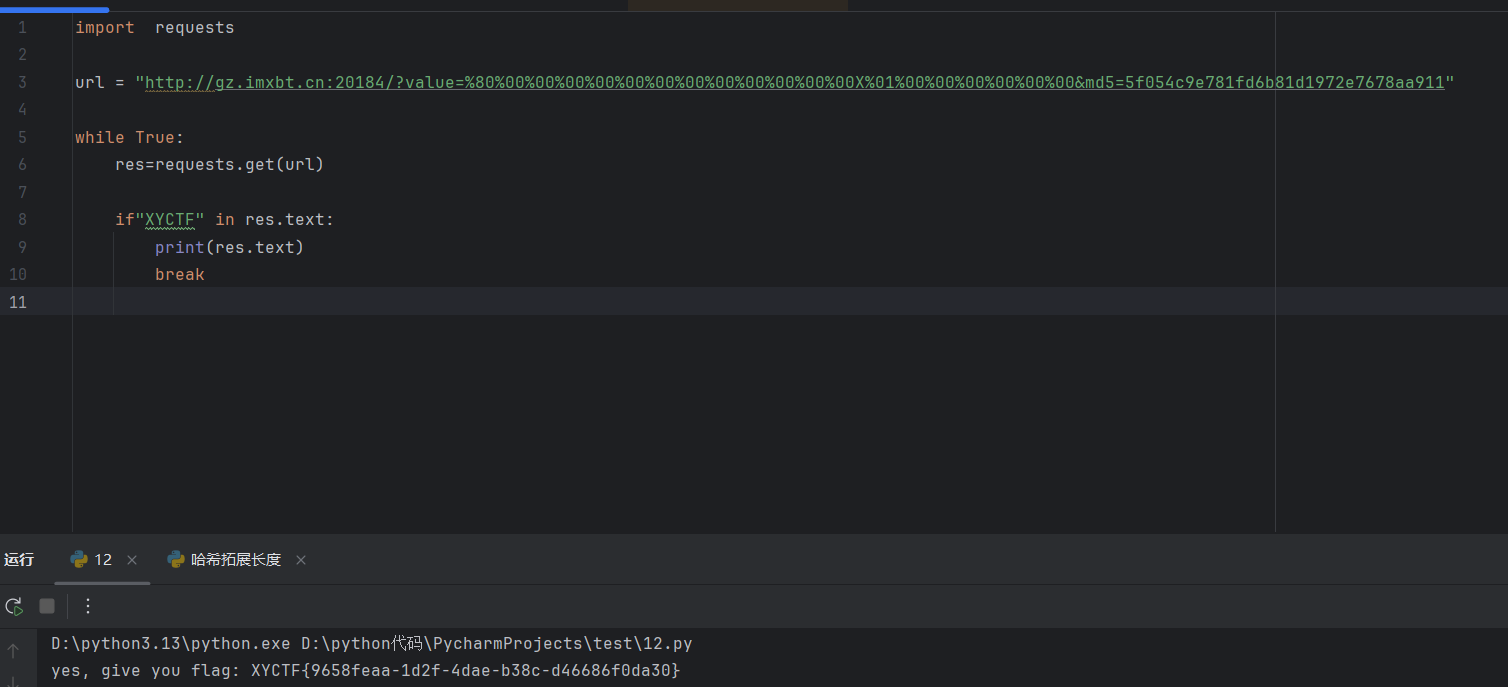 1 import  requests
2
3 url = "http://gz.imxbt.cn:20184/?value=%80%00%00%00%00%00%00%00%00%00%00%00%00X%01%00%00%00%00%00%00&md5=5f054c9e781fd6b81d1972e7678aa911"
4
5 while True:
6     res=requests.get(url)
7
8     if"XYCTF" in res.text:
9         print(res.text)
10         break
11
运行 12 × 哈希拓展长度 ×
D:\python3.13\python.exe D:\python代码\PycharmProjects\test\12.py
yes, give you flag: XYCTF{9658feaa-1d2f-4dae-b38c-d46686f0da30}